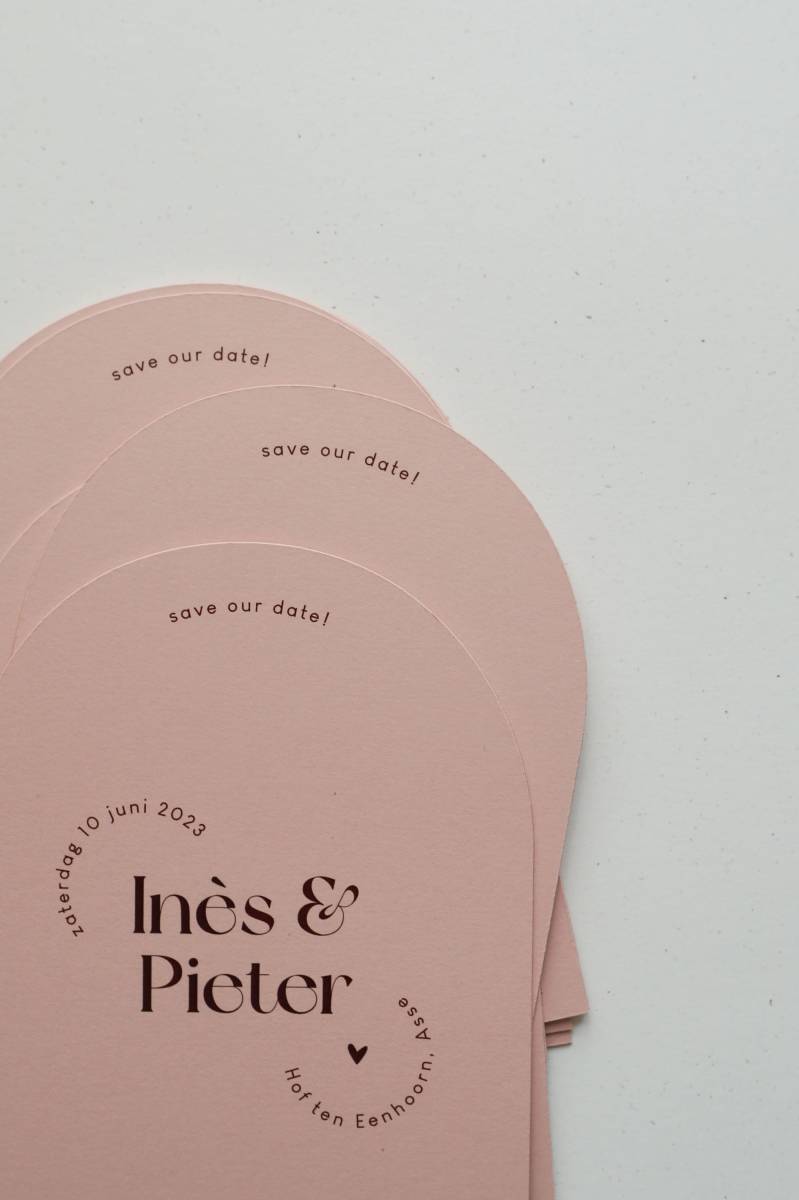 save our date!
save our date!
save our date!
zaterdag 10 juni 2023
Inès &
Pieter
Hof ten Eenhoorn, Asse